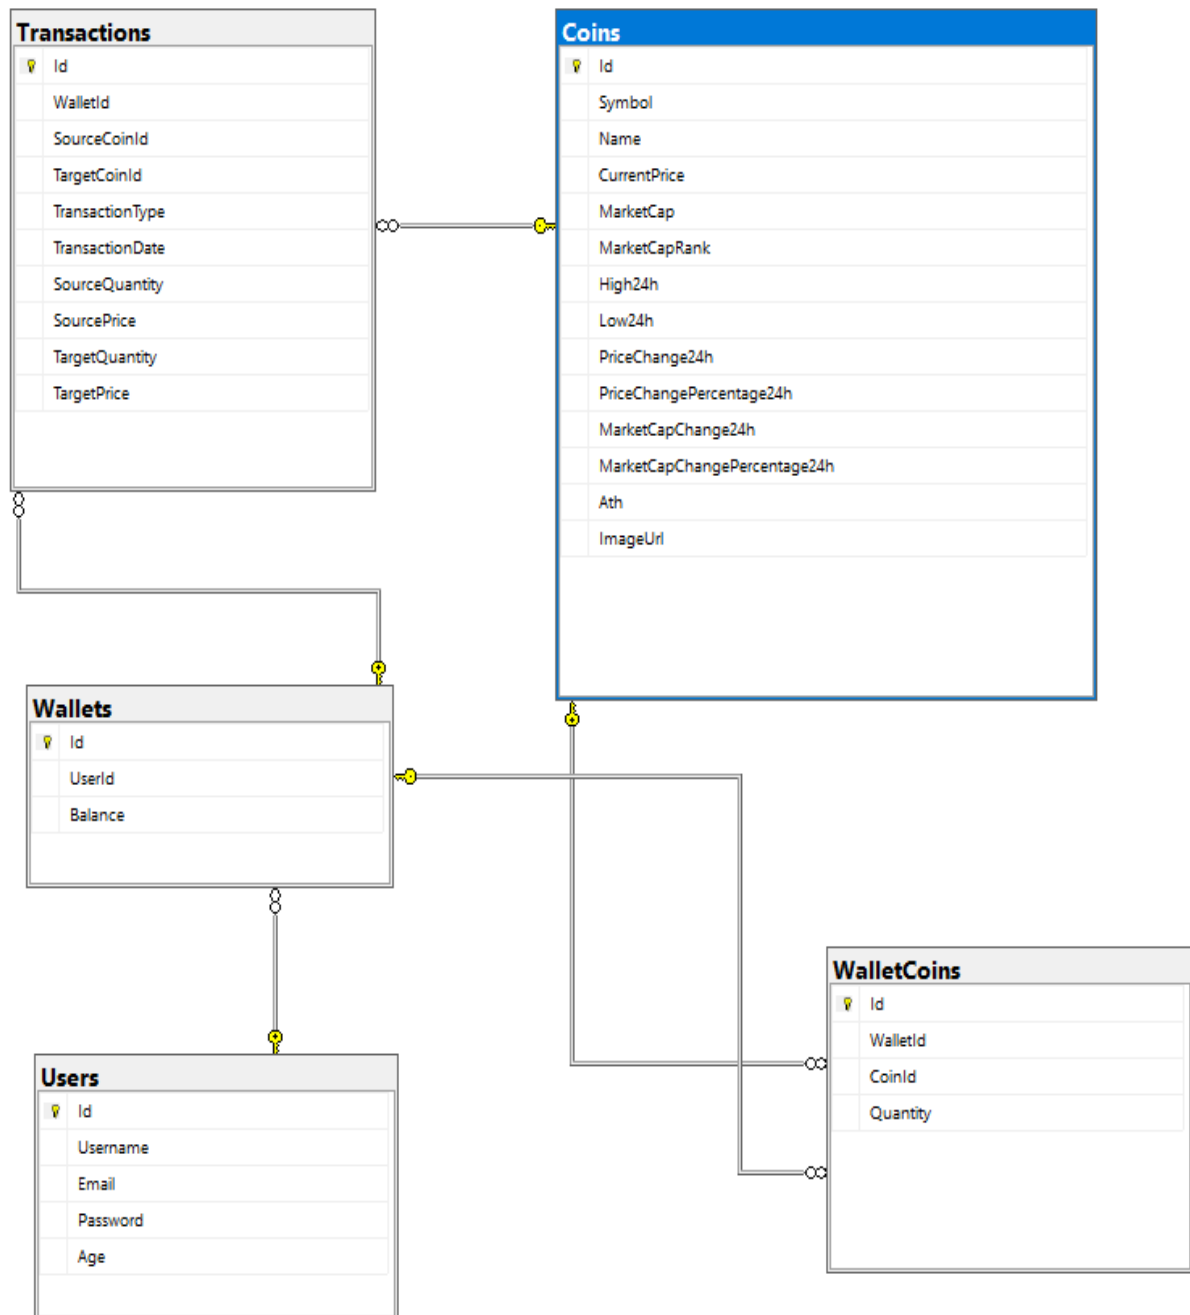 Transactions
Id
WalletId
SourceCoinId
TargetCoinId
TransactionType
TransactionDate
SourceQuantity
SourcePrice
TargetQuantity
TargetPrice
Coins
Id
Symbol
Name
CurrentPrice
MarketCap
MarketCapRank
High24h
Low24h
PriceChange24h
PriceChangePercentage24h
MarketCapChange24h
MarketCapChangePercentage24h
Ath
ImageUrl
Wallets
Id
UserId
Balance
WalletCoins
Id
WalletId
CoinId
Quantity
Users
Id
Username
Email
Password
Age